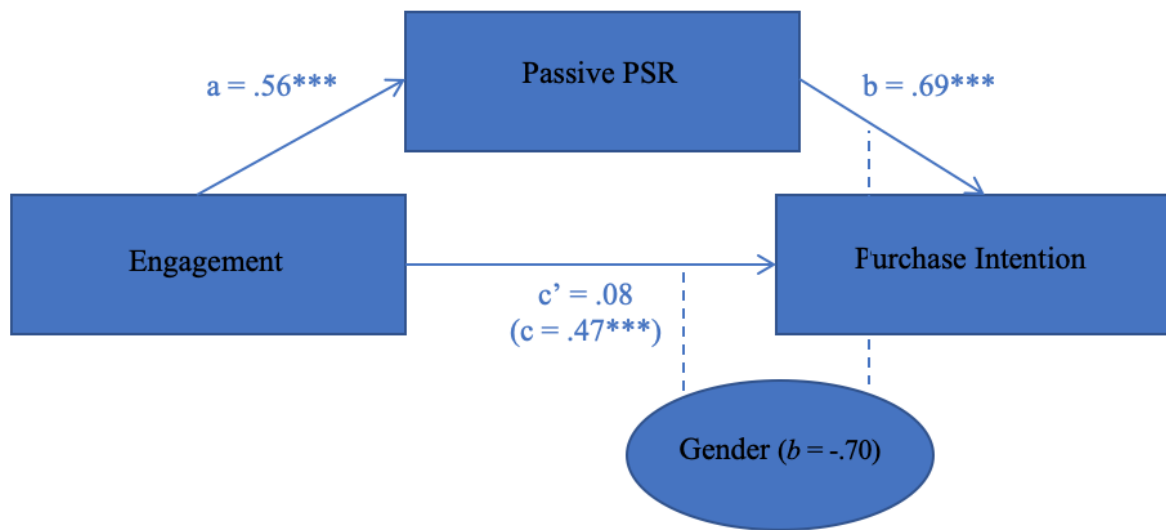 Passive PSR
a = .56***
b = .69***
Engagement
Purchase Intention
c’ = .08
(c = .47***)
Gender (b = -.70)